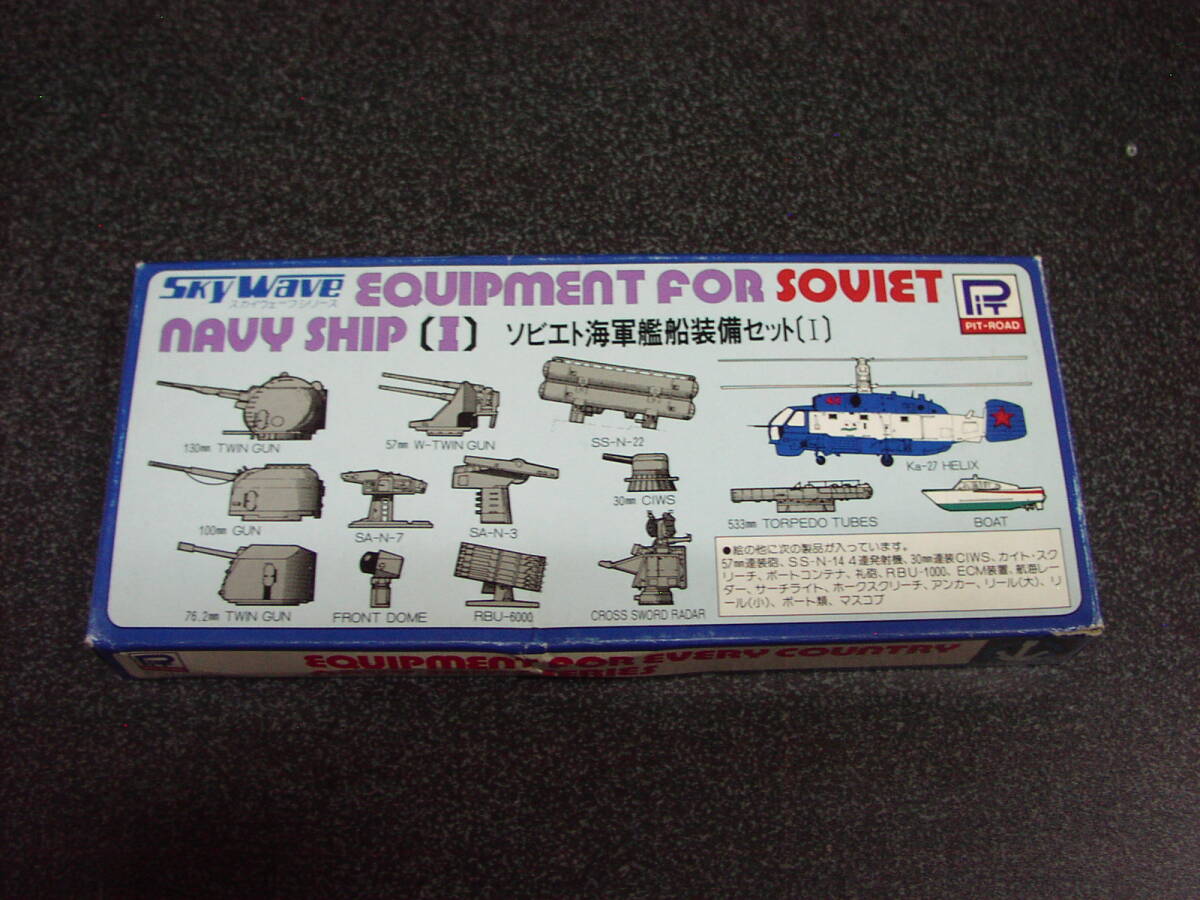 SKY WAVE
スカイウェーブシリーズ
EQUIPMENT FOR SOVIET
NAVY SHIP〔I〕 ソビエト海軍艦船装備セット〔I〕
PIT
PIT-ROAD
130mm TWIN GUN
57mm W-TWIN GUN
SS-N-22
Ka-27 HELIX
100mm GUN
SA-N-7
SA-N-3
30mm CIWS
533mm TORPEDO TUBES
BOAT
76.2mm TWIN GUN
FRONT DOME
RBU-6000
CROSS SWORD RADAR
●絵の他に次の製品が入っています。
57mm連装砲、SS-N-14 4連発射機、30mm連装CIWS、カイト・スク
リーチ、ボートコンテナ、礼砲、RBU-1000、ECM装置、航海レー
ダー、サーチライト、ホークスクリーチ、アンカー、リール(大)、リ
ール(小)、ボート類、マスコブ
EQUIPMENT FOR EVERY COUNTRY
SERIES